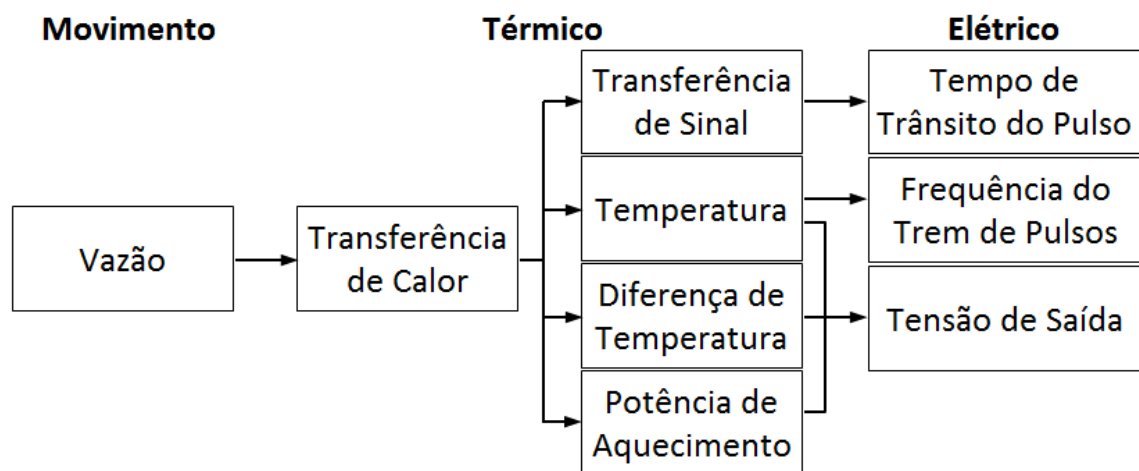 Movimento
Térmico
Elétrico
Vazão
Transferência
de Calor
Transferência
de Sinal
Temperatura
Diferença de
Temperatura
Potência de
Aquecimento
Tempo de
Trânsito do Pulso
Frequência do
Trem de Pulsos
Tensão de Saída